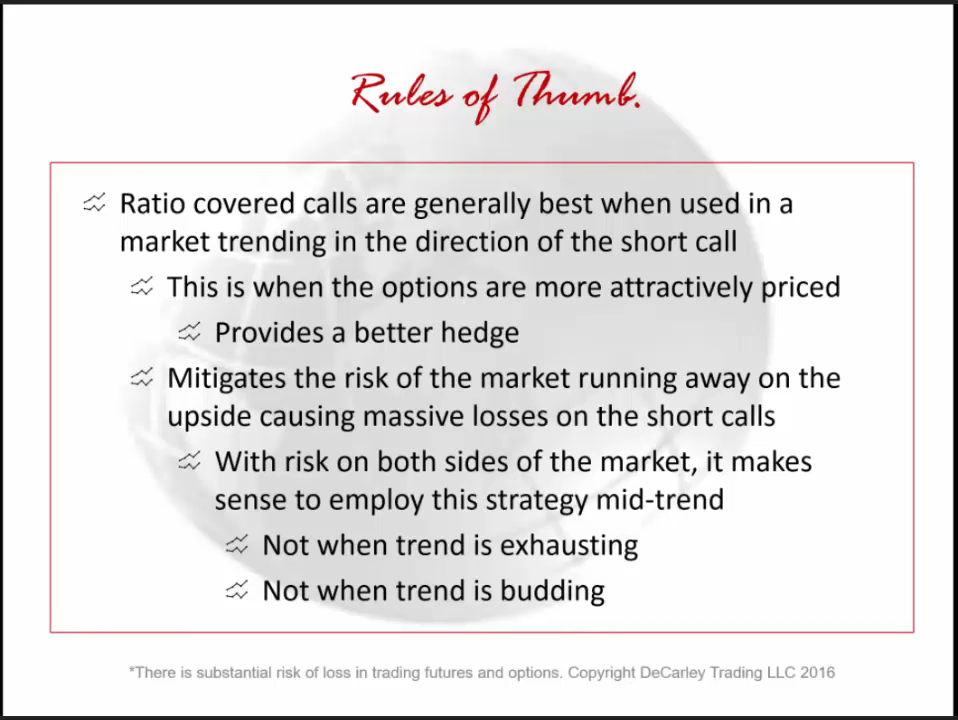 Rules of Thumb.
Ratio covered calls are generally best when used in a
market trending in the direction of the short call
This is when the options are more attractively priced
Provides a better hedge
Mitigates the risk of the market running away on the
upside causing massive losses on the short calls
With risk on both sides of the market, it makes
sense to employ this strategy mid-trend
Not when trend is exhausting
Not when trend is budding
*There is substantial risk of loss in trading futures and options. Copyright DeCarley Trading LLC 2016